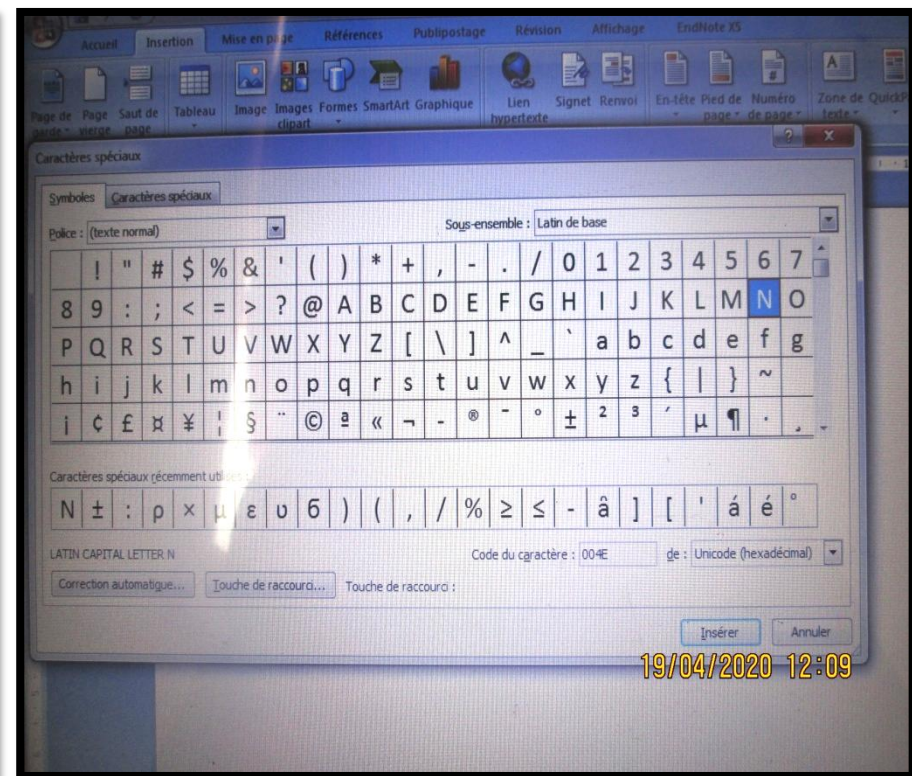 Accueil Insertion Mise en page Références Publipostage Révision Affichage EndNote X5
Page de garde Page vierge Saut de page Tableau Image Images clipart Formes SmartArt Graphique Lien hypertexte Signet Renvoi En-tête Pied de page Numéro de page Zone de texte
Caractères spéciaux
Symboles Caractères spéciaux
Police : (texte normal) Sous-ensemble : Latin de base
! " # $ % & ' ( ) * + , - . / 0 1 2 3 4 5 6 7
8 9 : ; < = > ? @ A B C D E F G H I J K L M N O
P Q R S T U V W X Y Z [ \ ] ^ _ ` a b c d e f g
h i j k l m n o p q r s t u v w x y z { | } ~
¡ ¢ £ ¤ ¥ ¦ § ¨ © ª « ¬ - ® ¯ ° ± ² ³ ´ µ ¶ · ¸
Caractères spéciaux récemment utilisés :
N ± : ρ × µ ε υ б ) ( , / % ≥ ≤ - â ] [ ' á é °
LATIN CAPITAL LETTER N Code du caractère : 004E de : Unicode (hexadécimal)
Correction automatique... Touche de raccourci... Touche de raccourci :
Insérer Annuler
19/04/2020 12:09